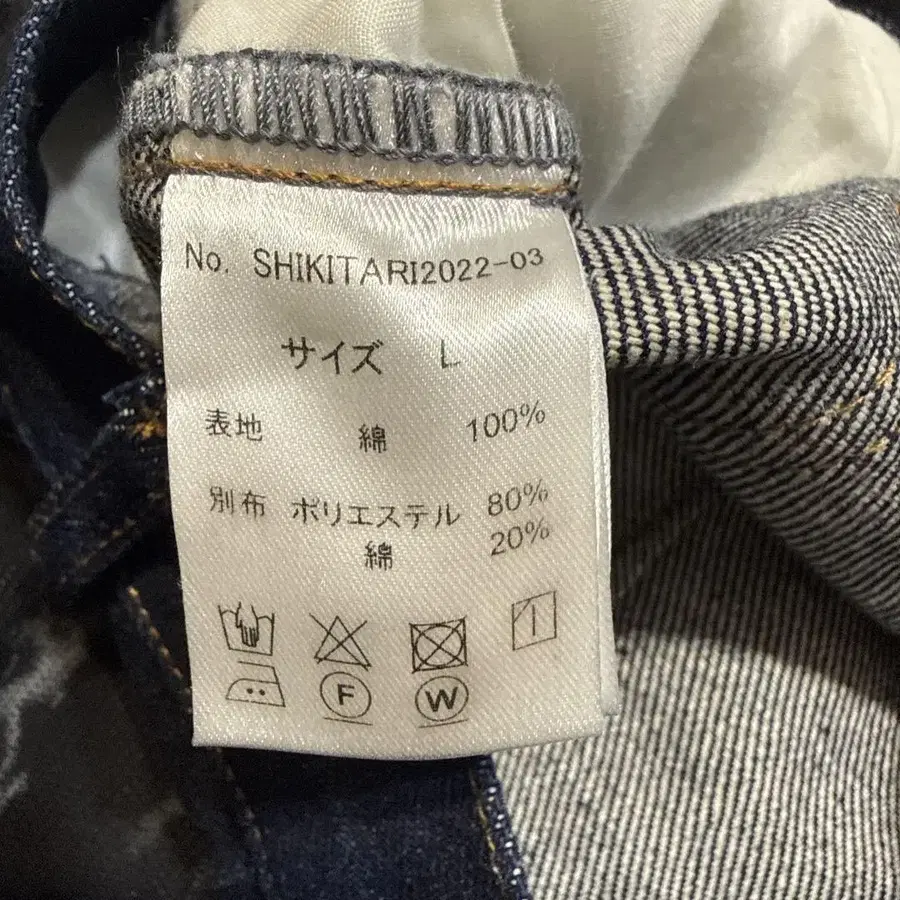 No. SHIKITARI2022-03
サイズ L
表地 綿 100%
別布 ポリエステル 80%
綿 20%
F W